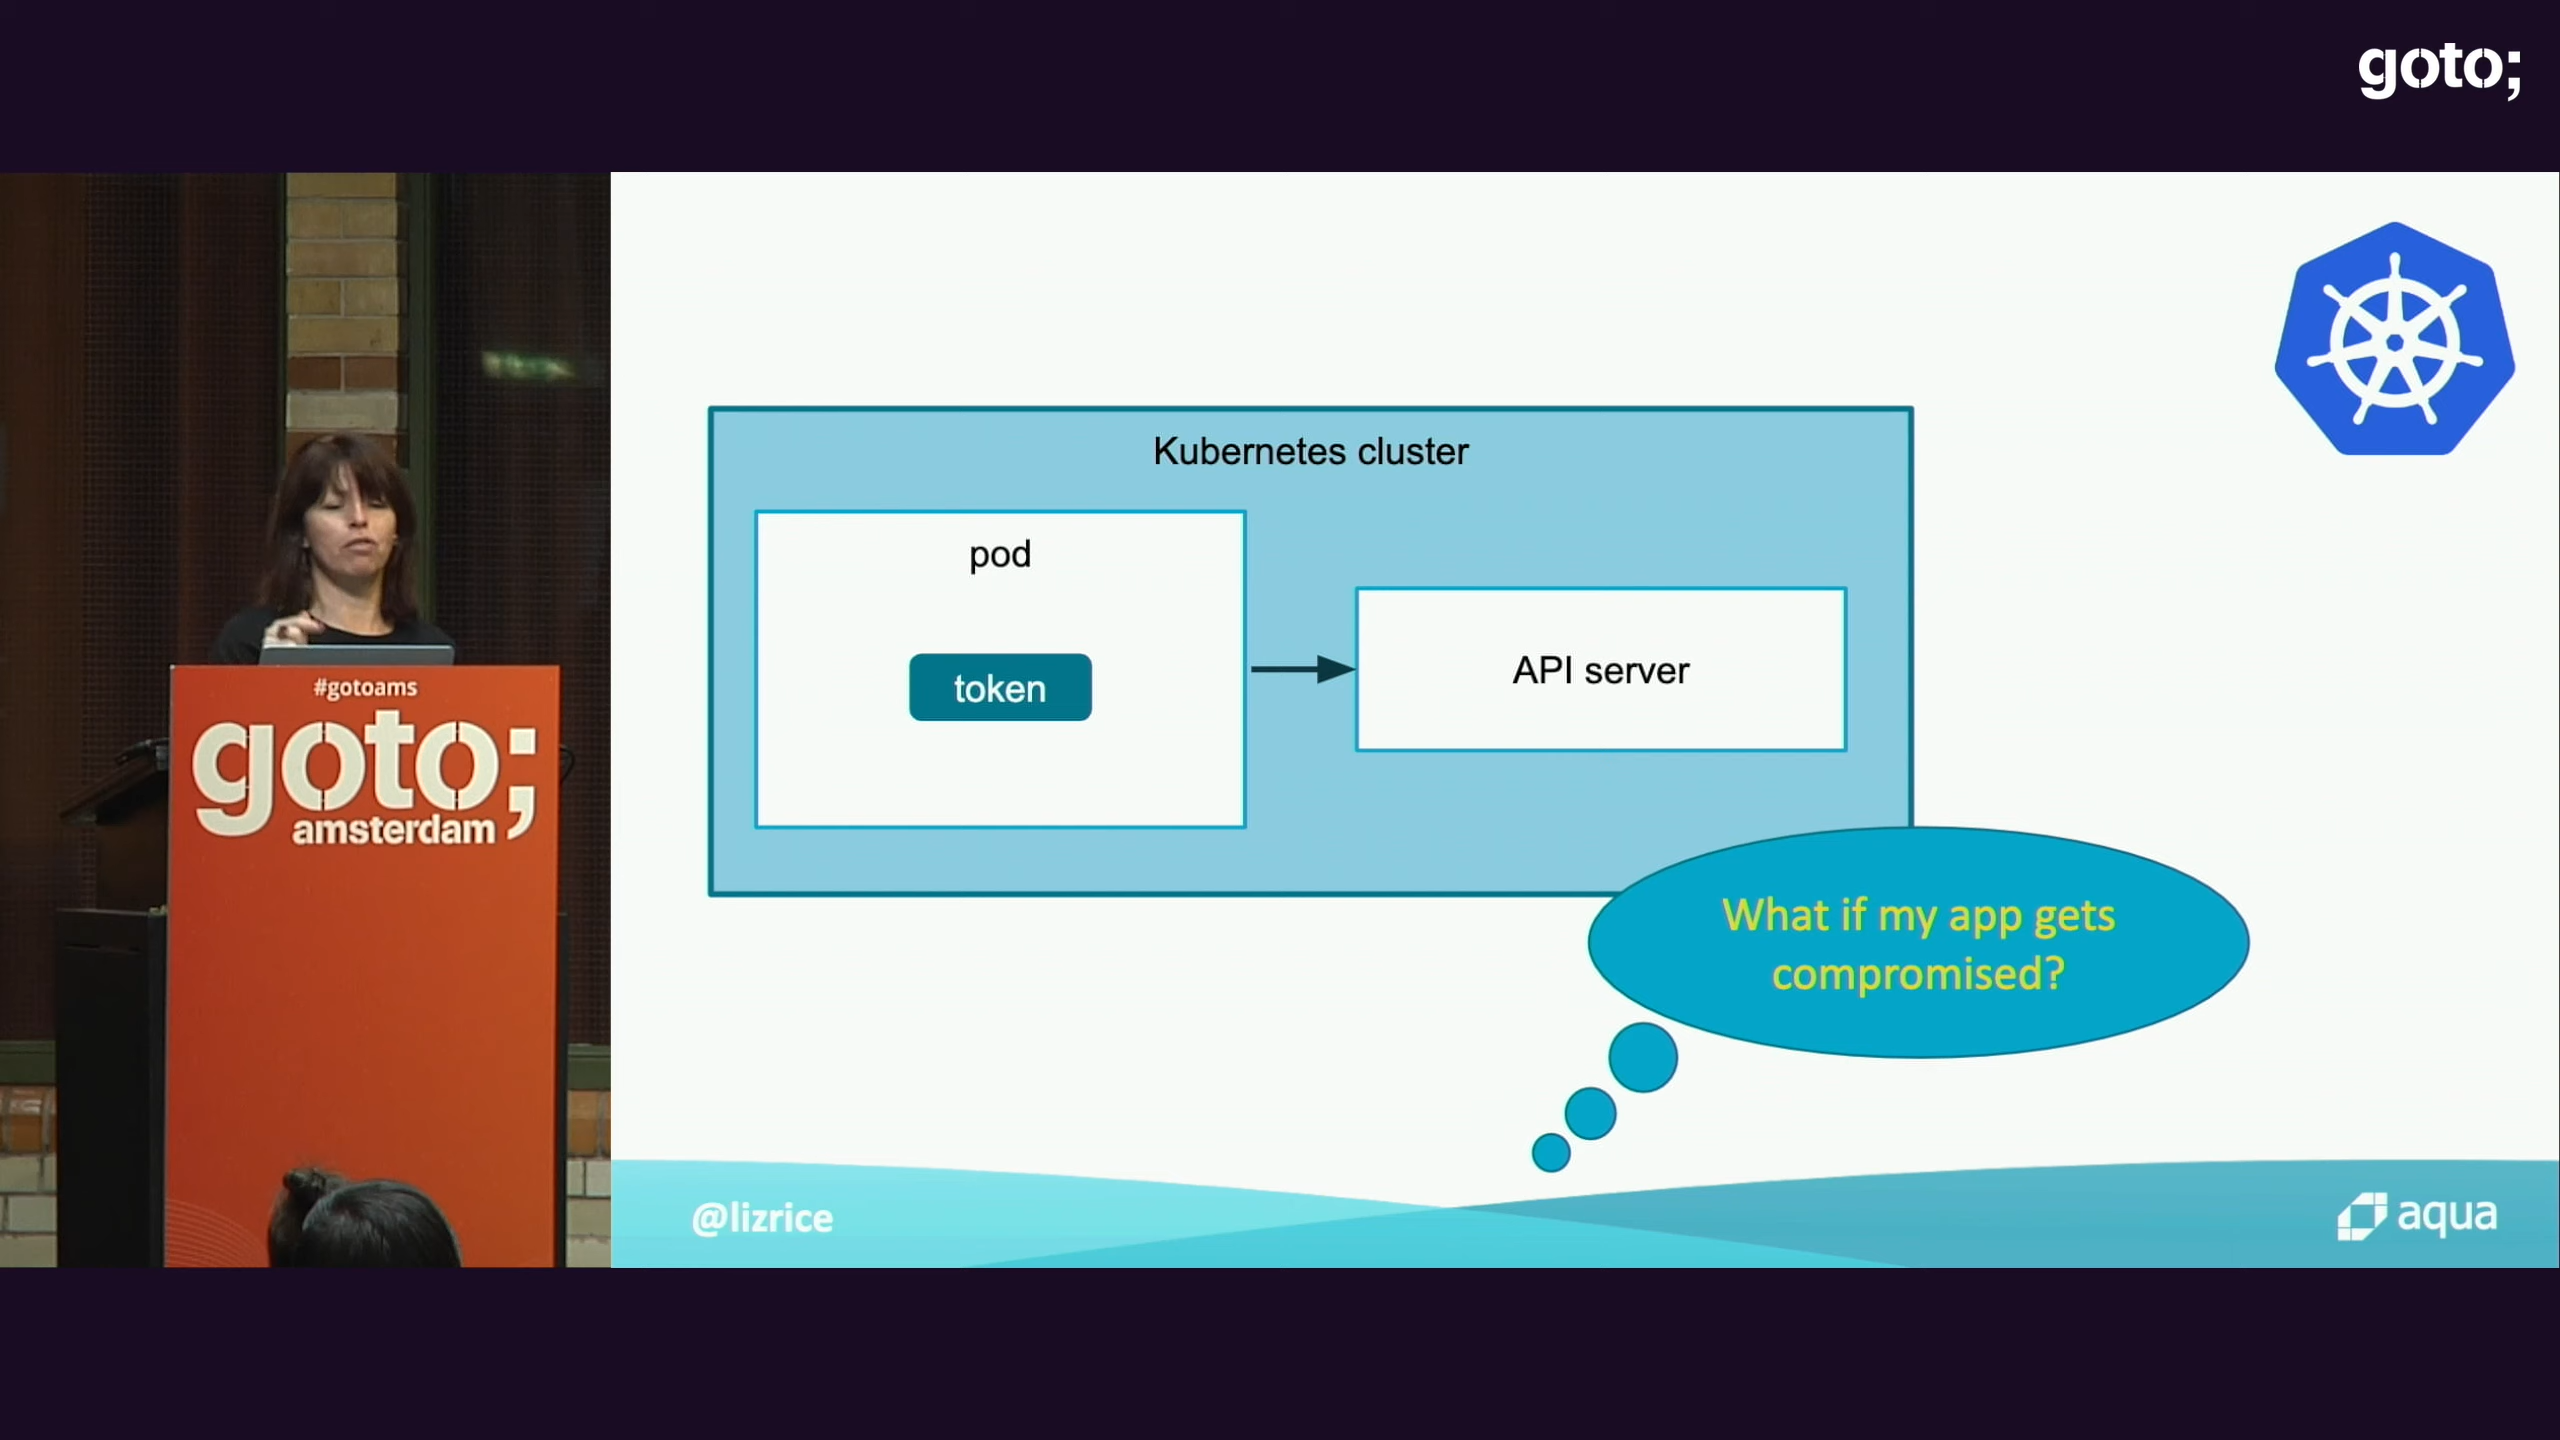 goto;
Kubernetes cluster
pod
token
API server
What if my app gets
compromised?
@lizrice
aqua
#gotoams
goto;
amsterdam